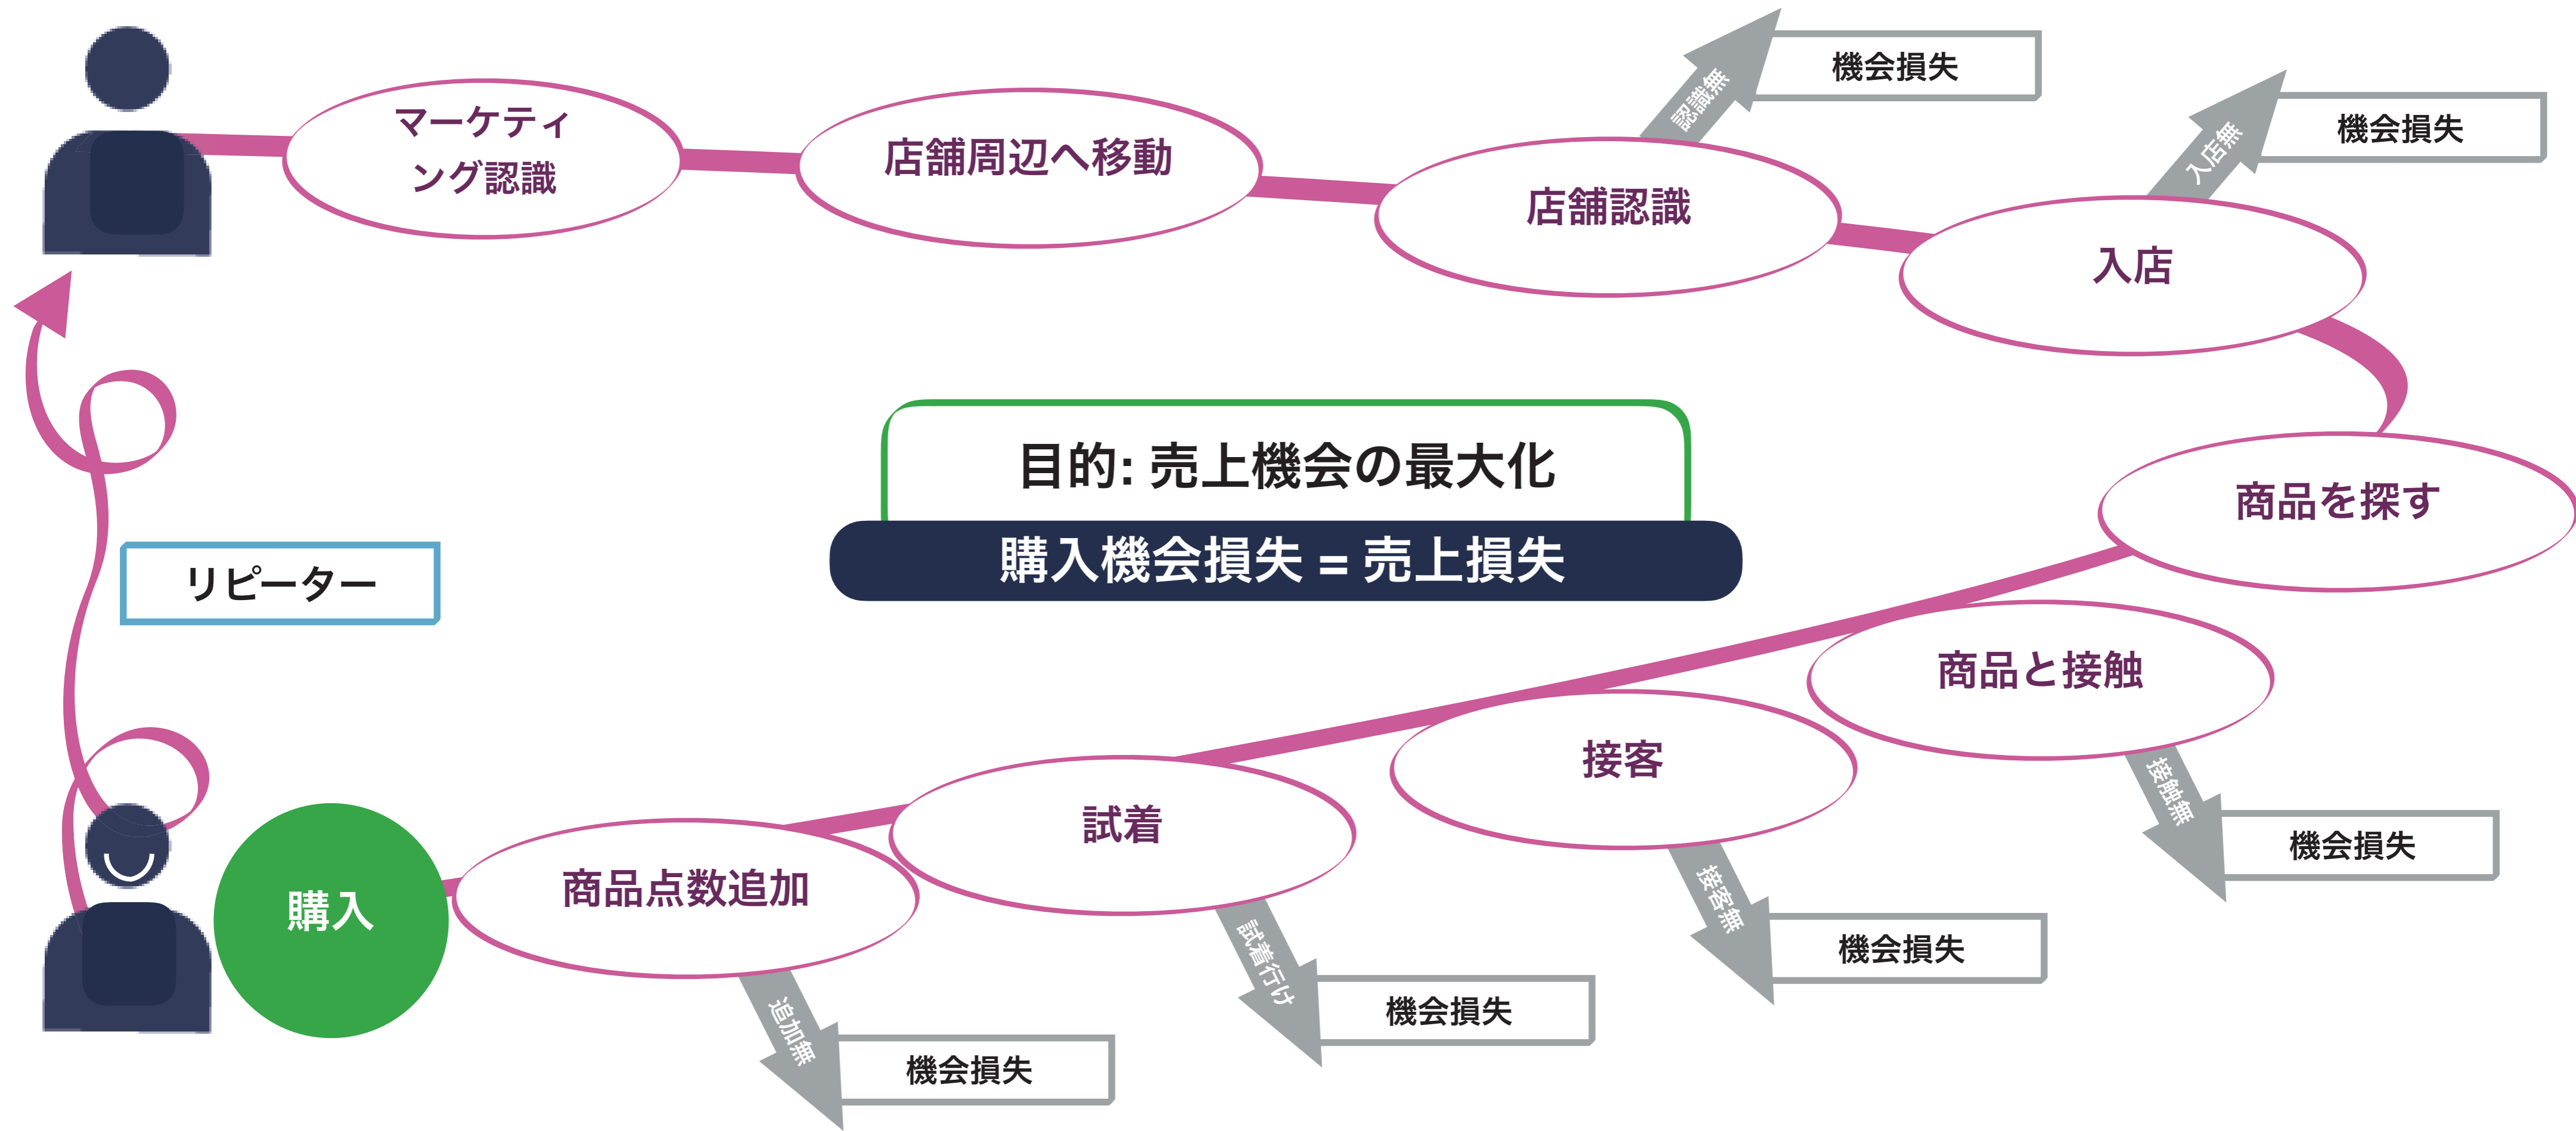 マーケティ
ング認識
店舗周辺へ移動
店舗認識
認識無
機会損失
入店
入店無
機会損失
商品を探す
目的: 売上機会の最大化
購入機会損失 = 売上損失
商品と接触
接触無
機会損失
接客
接客無
機会損失
試着
試着行け
機会損失
商品点数追加
追加無
機会損失
購入
リピーター